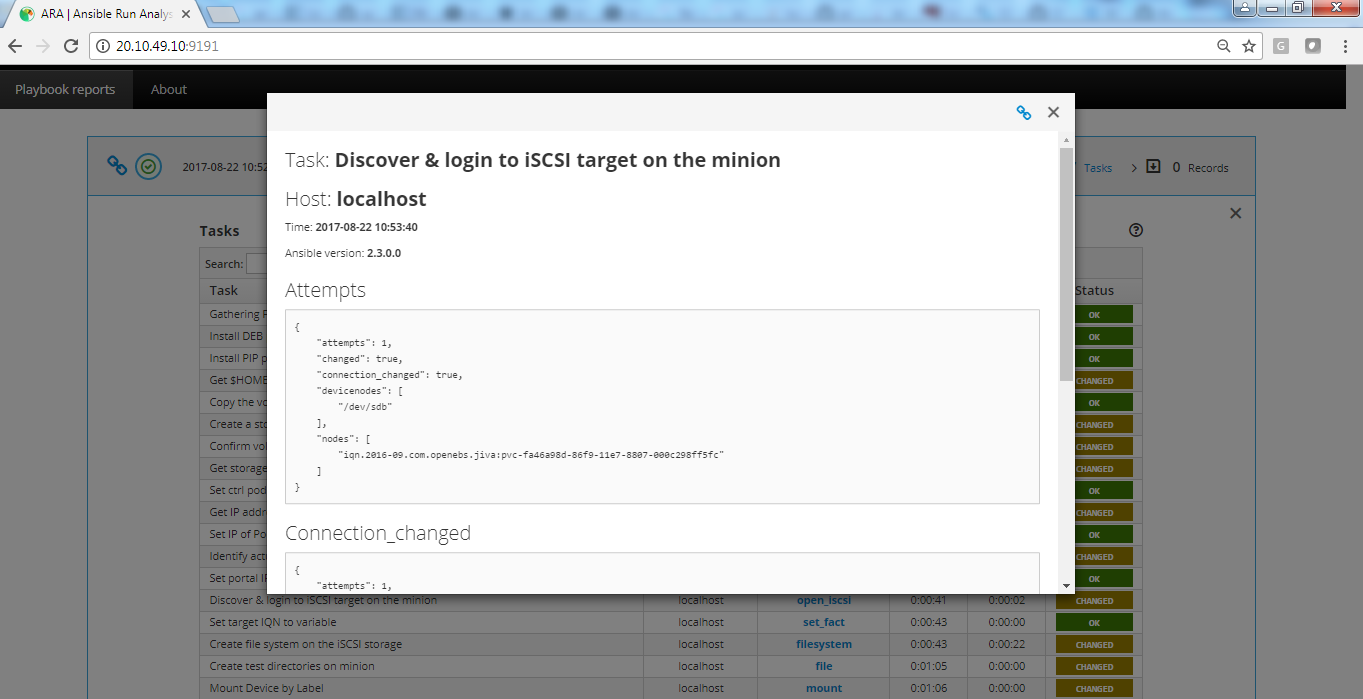 ARA | Ansible Run Analys
20.10.49.10:9191
Playbook reports About
2017-08-22 10:52
Tasks > 0 Records
Tasks
Search:
Task Status
Gathering F OK
Install DEB OK
Install PIP p OK
Get $HOME CHANGED
Copy the vo OK
Create a sto CHANGED
Confirm vol CHANGED
Get storage CHANGED
Set ctrl pod OK
Get IP addr CHANGED
Set IP of Po OK
Identify act CHANGED
Set portal IP OK
Discover & login to iSCSI target on the minion localhost open_iscsi 0:00:41 0:00:02 CHANGED
Set target IQN to variable localhost set_fact 0:00:43 0:00:00 OK
Create file system on the iSCSI storage localhost filesystem 0:00:43 0:00:22 CHANGED
Create test directories on minion localhost file 0:01:05 0:00:00 CHANGED
Mount Device by Label localhost mount 0:01:06 0:00:00 CHANGED
Task: Discover & login to iSCSI target on the minion
Host: localhost
Time: 2017-08-22 10:53:40
Ansible version: 2.3.0.0
Attempts
{
"attempts": 1,
"changed": true,
"connection_changed": true,
"devicenodes": [
"/dev/sdb"
],
"nodes": [
"iqn.2016-09.com.openebs.jiva:pvc-fa46a98d-86f9-11e7-8807-000c298ff5fc"
]
}
Connection_changed
{
"attempts": 1,